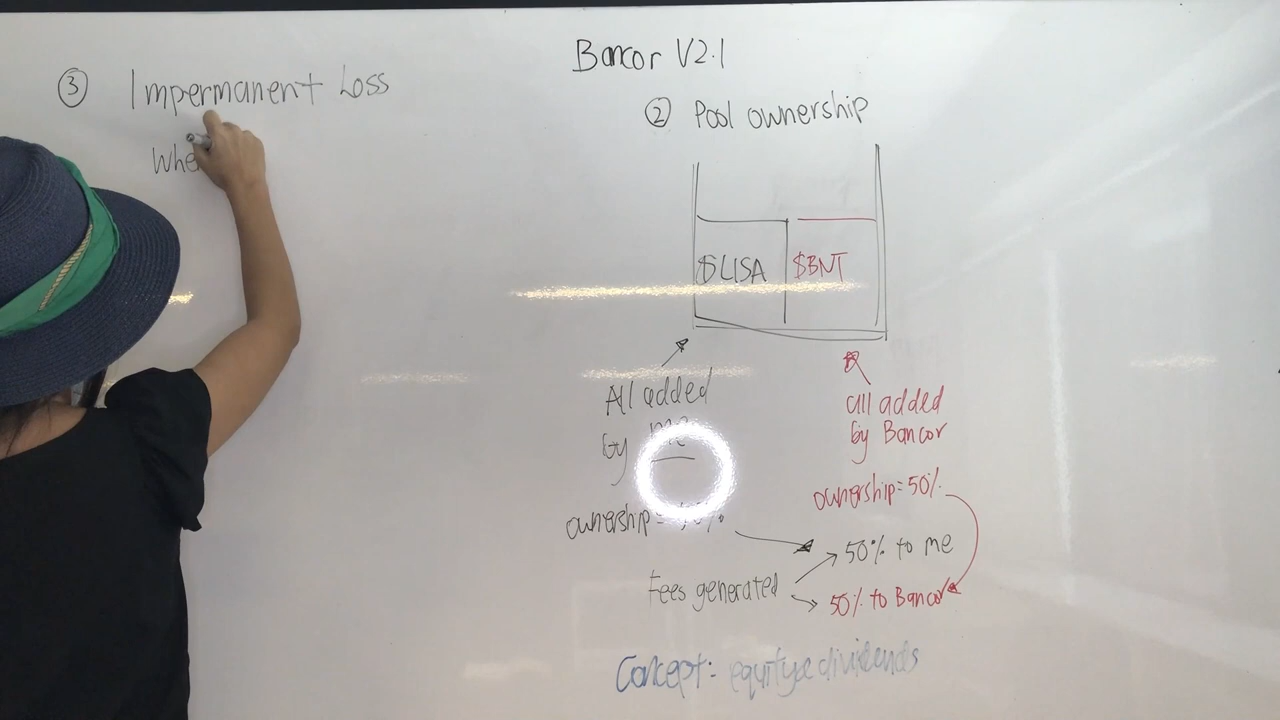 ③ Impermanent Loss
Whe
Bancor V2.1
② Pool ownership
$LISA $BNT
All added
by me
ownership = %
all added
by Bancor
ownership = 50%
Fees generated
50% to me
50% to Bancor
Concept: equity & dividends